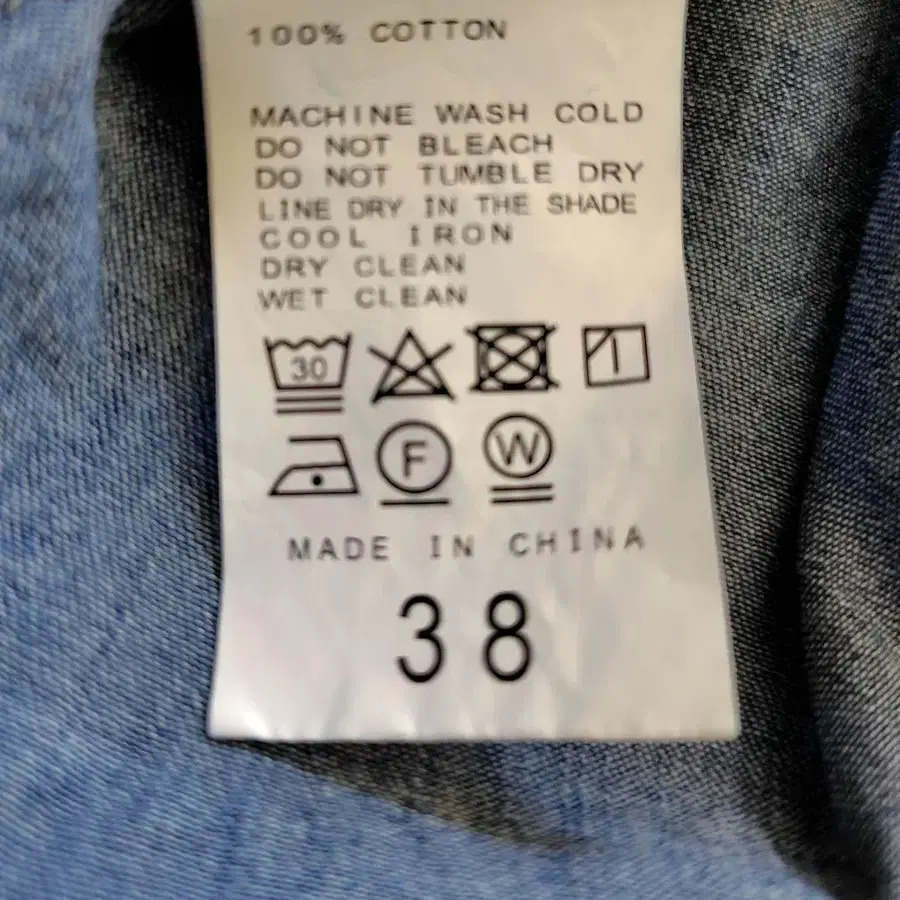 100% COTTON
MACHINE WASH COLD
DO NOT BLEACH
DO NOT TUMBLE DRY
LINE DRY IN THE SHADE
COOL IRON
DRY CLEAN
WET CLEAN
30
F W
MADE IN CHINA
38